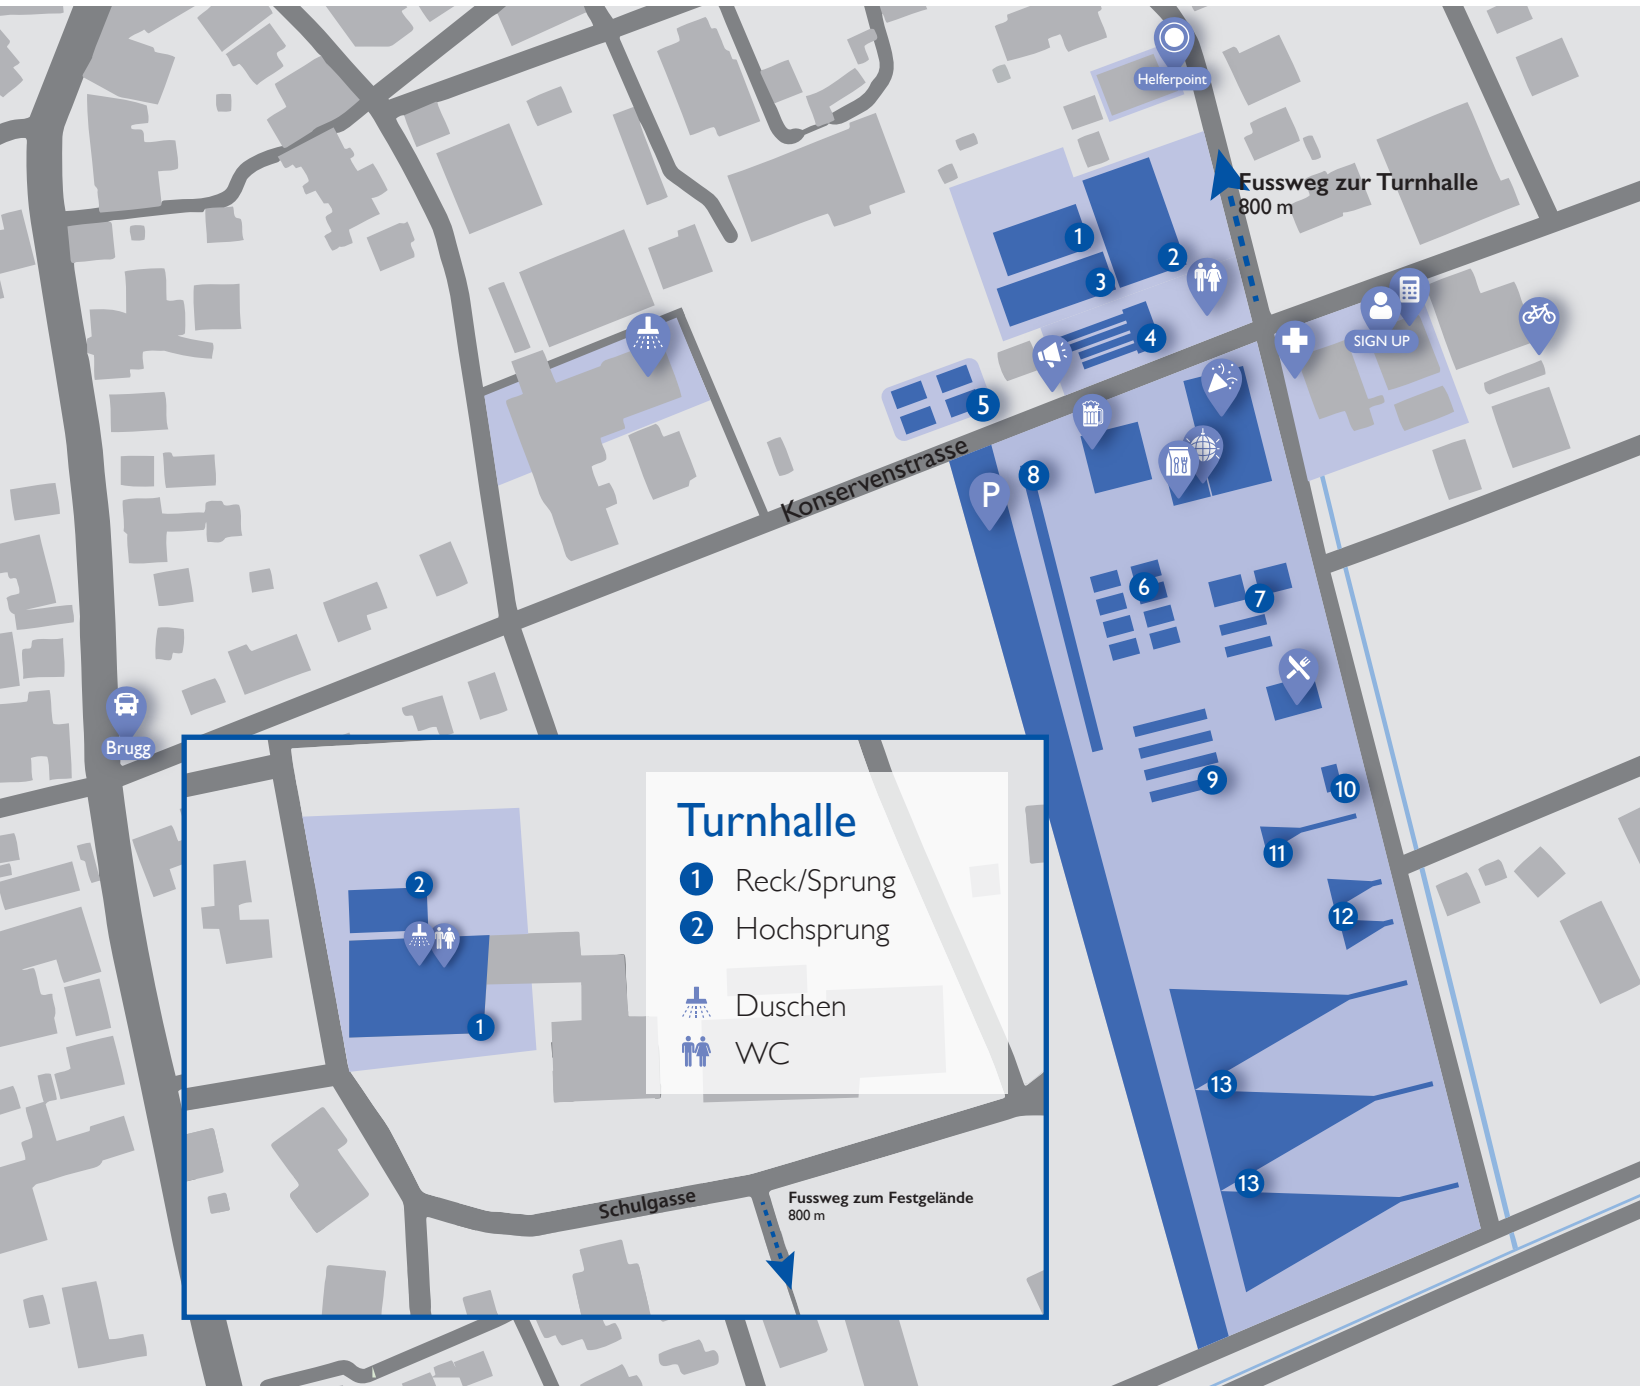 Helferpoint
Fussweg zur Turnhalle
800 m
1
2
3
4
5
SIGN UP
Konservenstrasse
P
8
6
7
9
10
11
12
13
13
Brugg
Turnhalle
1 Reck/Sprung
2 Hochsprung
Duschen
WC
2
1
Schulgasse
Fussweg zum Festgelände
800 m